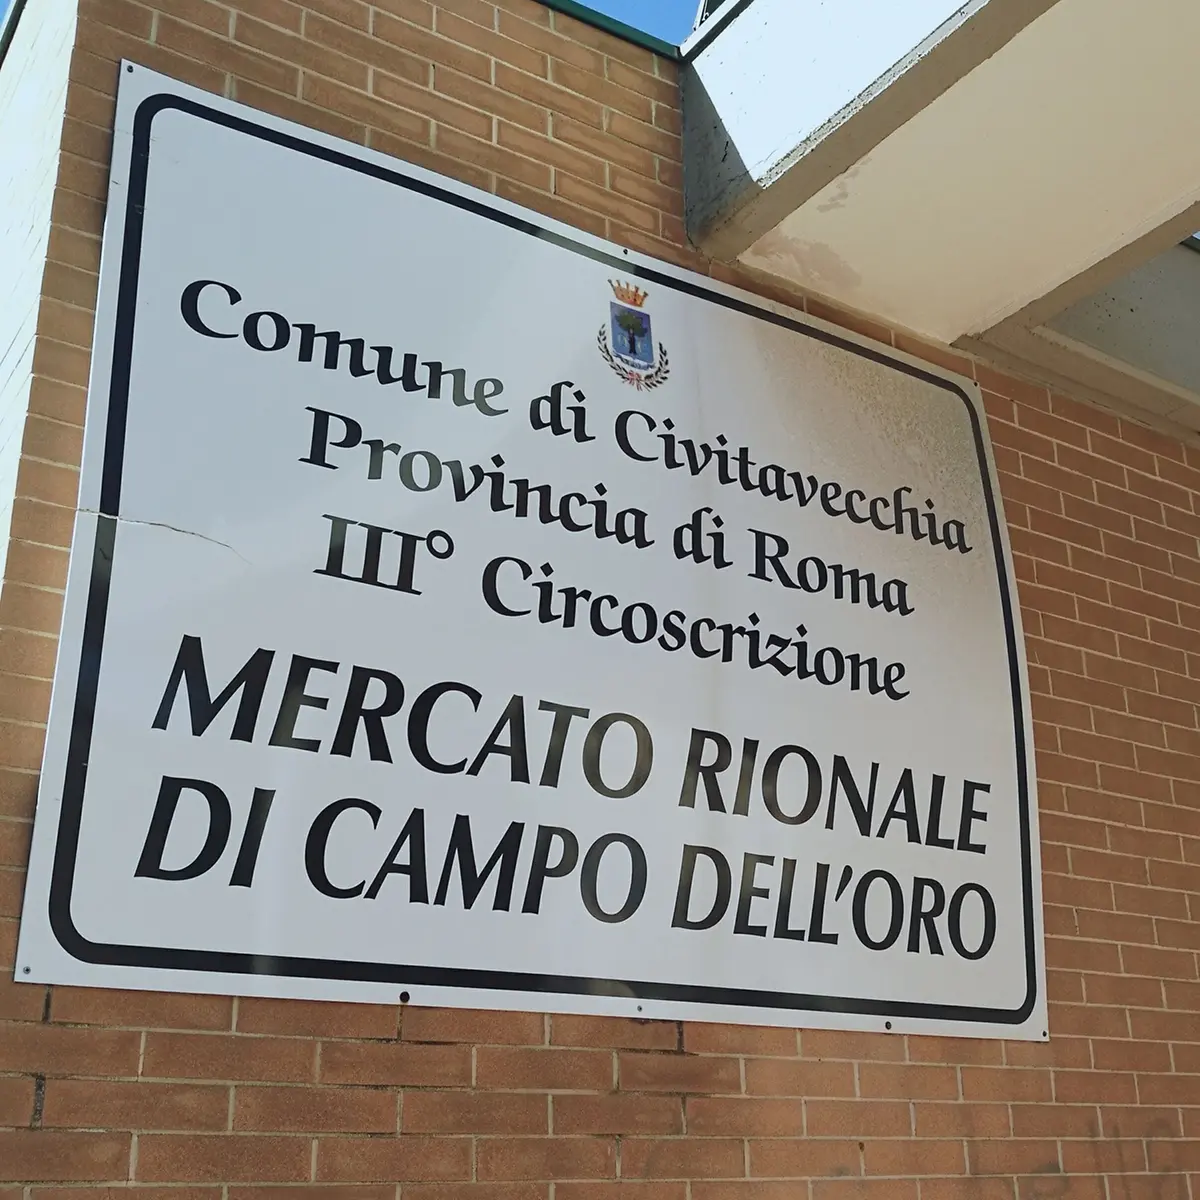 Comune di Civitavecchia
Provincia di Roma
III° Circoscrizione
MERCATO RIONALE
DI CAMPO DELL'ORO